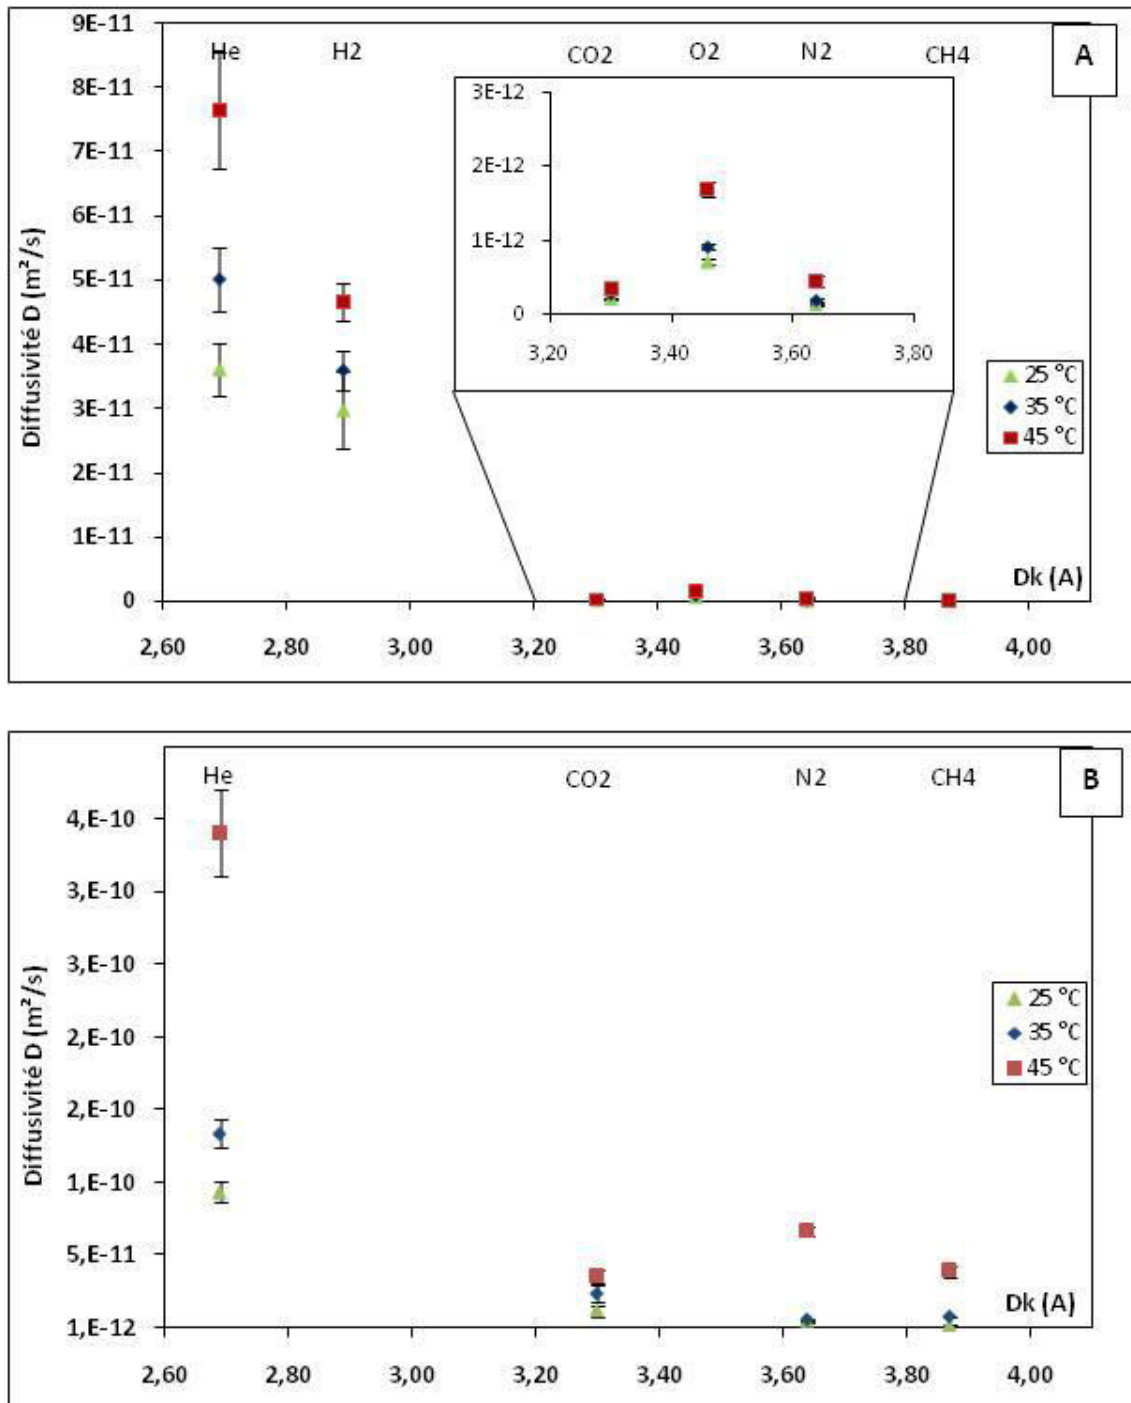 9E-11
He
H2
CO2
O2
N2
CH4
A
8E-11
7E-11
6E-11
5E-11
4E-11
3E-11
2E-11
1E-11
0
Diffusivité D (m²/s)
3E-12
2E-12
1E-12
0
3,20
3,40
3,60
3,80
25 °C
35 °C
45 °C
Dk (A)
2,60
2,80
3,00
3,20
3,40
3,60
3,80
4,00
He
CO2
N2
CH4
B
4,E-10
3,E-10
3,E-10
2,E-10
2,E-10
1,E-10
5,E-11
1,E-12
Diffusivité D (m²/s)
25 °C
35 °C
45 °C
Dk (A)
2,60
2,80
3,00
3,20
3,40
3,60
3,80
4,00